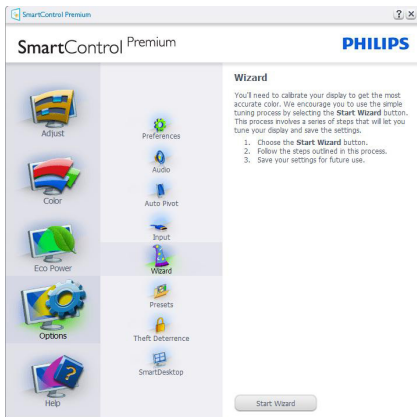 SmartControl Premium
? X
SmartControl Premium
PHILIPS
Adjust
Color
Eco Power
Options
Help
Preferences
Audio
Auto Pivot
Input
Wizard
Presets
Theft Deterrence
SmartDesktop
Wizard
You'll need to calibrate your display to get the most
accurate color. We encourage you to use the simple
tuning process by selecting the Start Wizard button.
This process involves a series of steps that will let you
tune your display and save the settings.
1. Choose the Start Wizard button.
2. Follow the steps outlined in this process.
3. Save your settings for future use.
Start Wizard